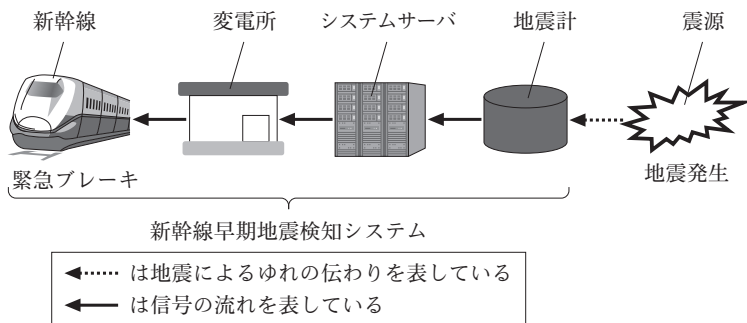 新幹線
変電所
システムサーバ
地震計
震源
緊急ブレーキ
地震発生
新幹線早期地震検知システム
は地震によるゆれの伝わりを表している
は信号の流れを表している